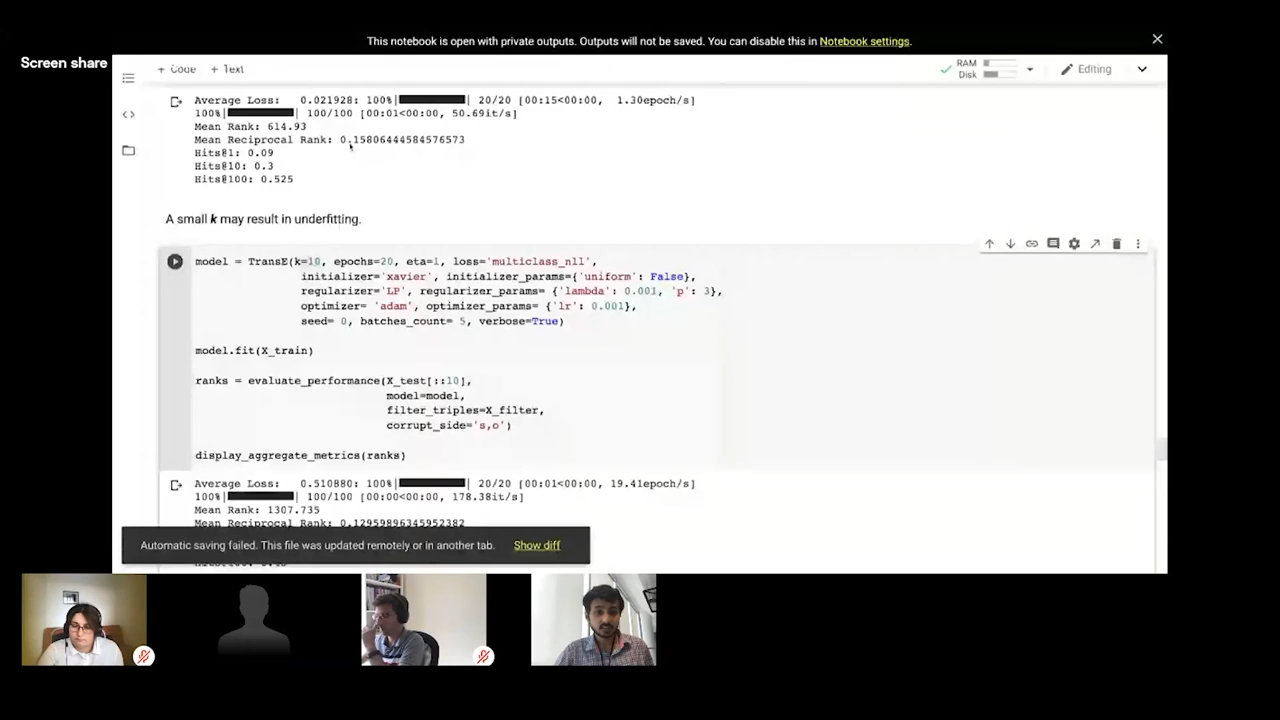 This notebook is open with private outputs. Outputs will not be saved. You can disable this in Notebook settings.
Screen share
+ Code + Text
RAM
Disk
Editing
Average Loss: 0.021928: 100%| | 20/20 [00:15<00:00, 1.30epoch/s]
100%| | 100/100 [00:01<00:00, 50.69it/s]
Mean Rank: 614.93
Mean Reciprocal Rank: 0.15806444584576573
Hits@1: 0.09
Hits@10: 0.3
Hits@100: 0.525
A small k may result in underfitting.
model = TransE(k=10, epochs=20, eta=1, loss='multiclass_nll',
initializer='xavier', initializer_params={'uniform': False},
regularizer='LP', regularizer_params= {'lambda': 0.001, 'p': 3},
optimizer= 'adam', optimizer_params= {'lr': 0.001},
seed= 0, batches_count= 5, verbose=True)
model.fit(X_train)
ranks = evaluate_performance(X_test[::10],
model=model,
filter_triples=X_filter,
corrupt_side='s,o')
display_aggregate_metrics(ranks)
Average Loss: 0.510880: 100%| | 20/20 [00:01<00:00, 19.41epoch/s]
100%| | 100/100 [00:00<00:00, 178.38it/s]
Mean Rank: 1307.735
Mean Reciprocal Rank: 0.12959896345952382
Automatic saving failed. This file was updated remotely or in another tab. Show diff